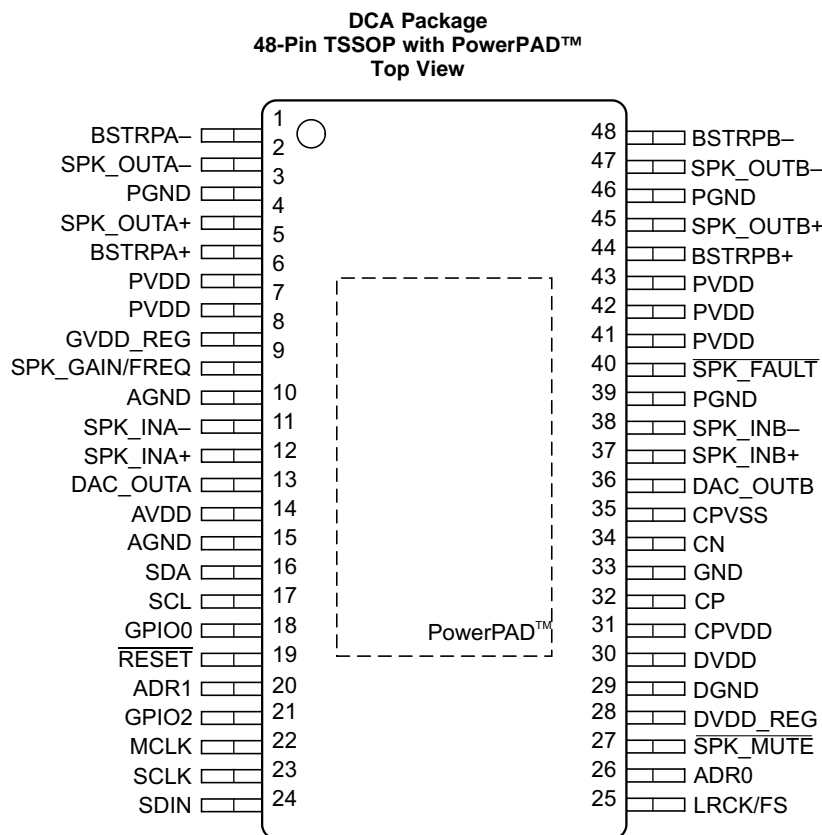 DCA Package
48-Pin TSSOP with PowerPAD™
Top View
BSTRPA–
SPK_OUTA–
PGND
SPK_OUTA+
BSTRPA+
PVDD
PVDD
GVDD_REG
SPK_GAIN/FREQ
AGND
SPK_INA–
SPK_INA+
DAC_OUTA
AVDD
AGND
SDA
SCL
GPIO0
RESET
ADR1
GPIO2
MCLK
SCLK
SDIN
1
2
3
4
5
6
7
8
9
10
11
12
13
14
15
16
17
18
19
20
21
22
23
24
PowerPAD™
48
47
46
45
44
43
42
41
40
39
38
37
36
35
34
33
32
31
30
29
28
27
26
25
BSTRPB–
SPK_OUTB–
PGND
SPK_OUTB+
BSTRPB+
PVDD
PVDD
PVDD
SPK_FAULT
PGND
SPK_INB–
SPK_INB+
DAC_OUTB
CPVSS
CN
GND
CP
CPVDD
DVDD
DGND
DVDD_REG
SPK_MUTE
ADR0
LRCK/FS